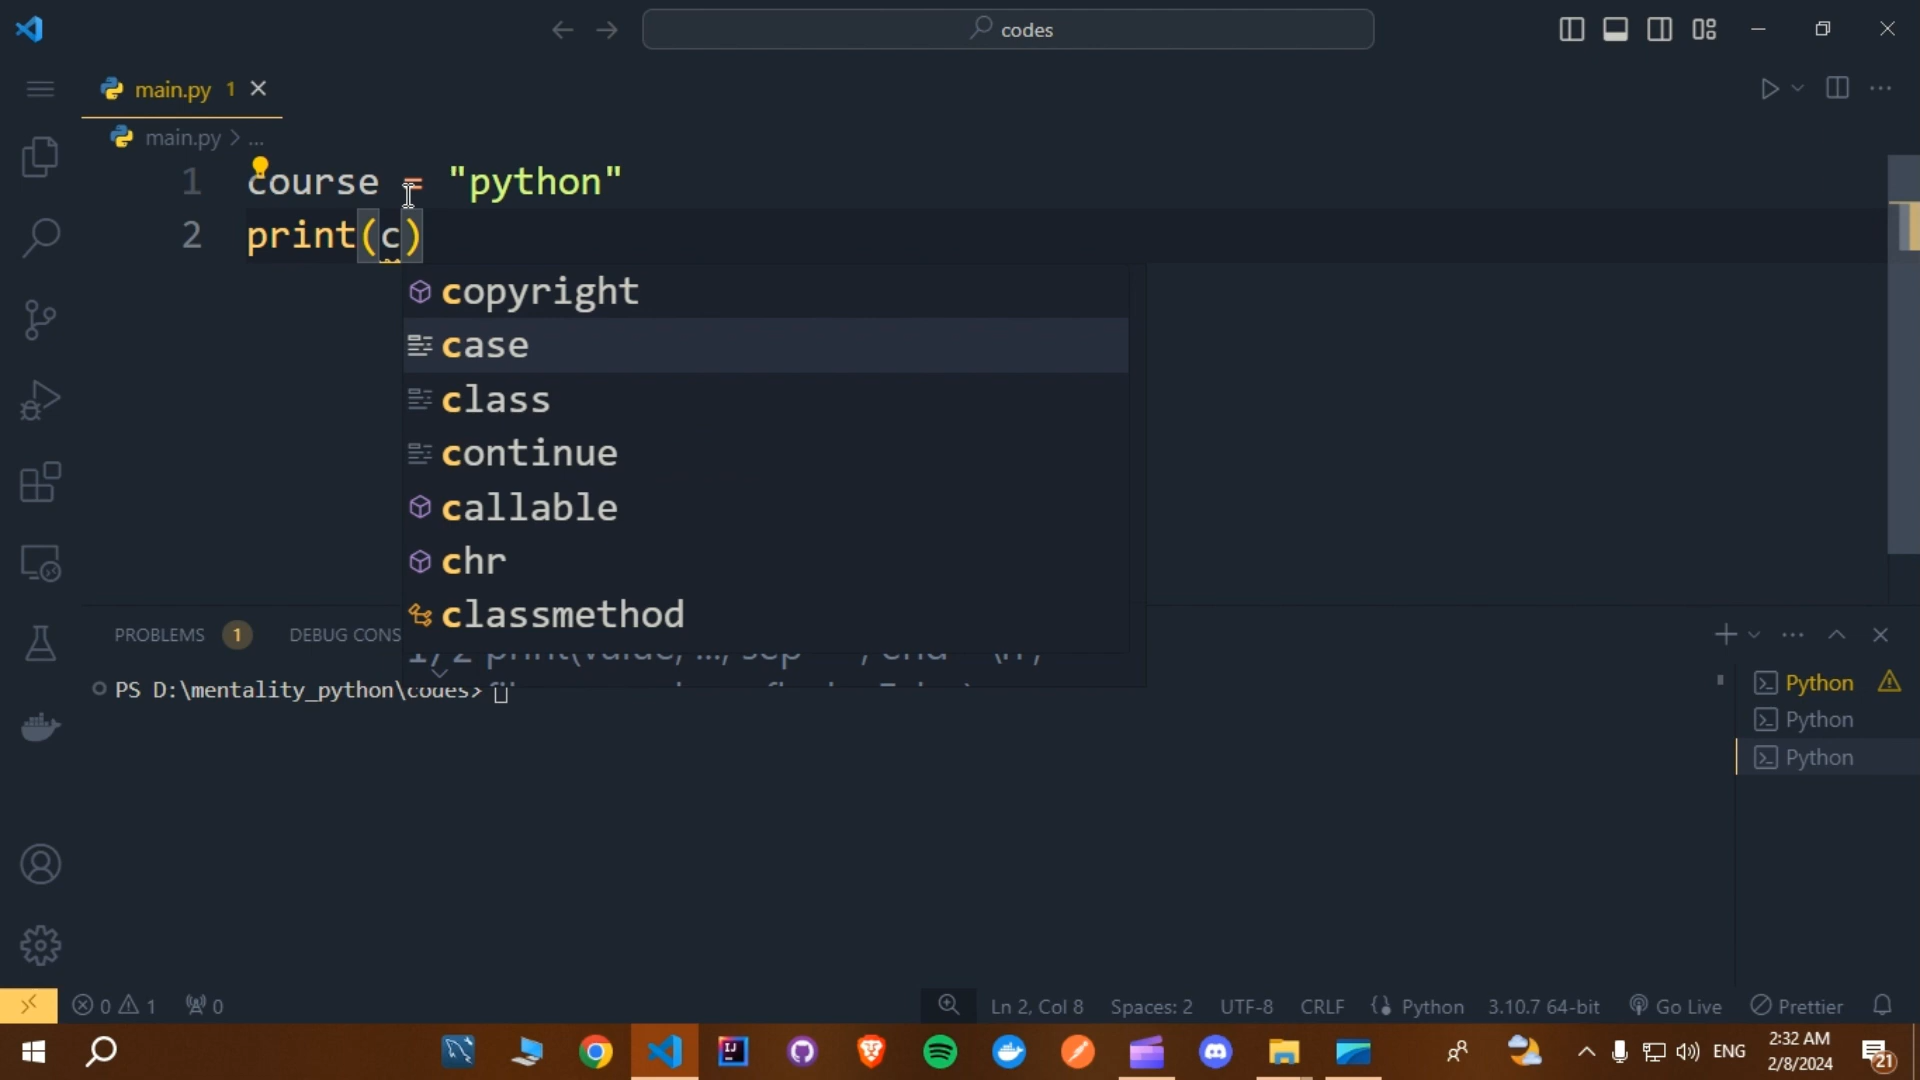 codes
main.py 1
main.py > ...
1 course = "python"
2 print(c)
copyright
case
class
continue
callable
chr
classmethod
PROBLEMS 1 DEBUG CONS
PS D:\mentality_python\codes>
Python
Python
Python
0 1 0
Ln 2, Col 8 Spaces: 2 UTF-8 CRLF Python 3.10.7 64-bit Go Live Prettier
ENG
2:32 AM
2/8/2024
21